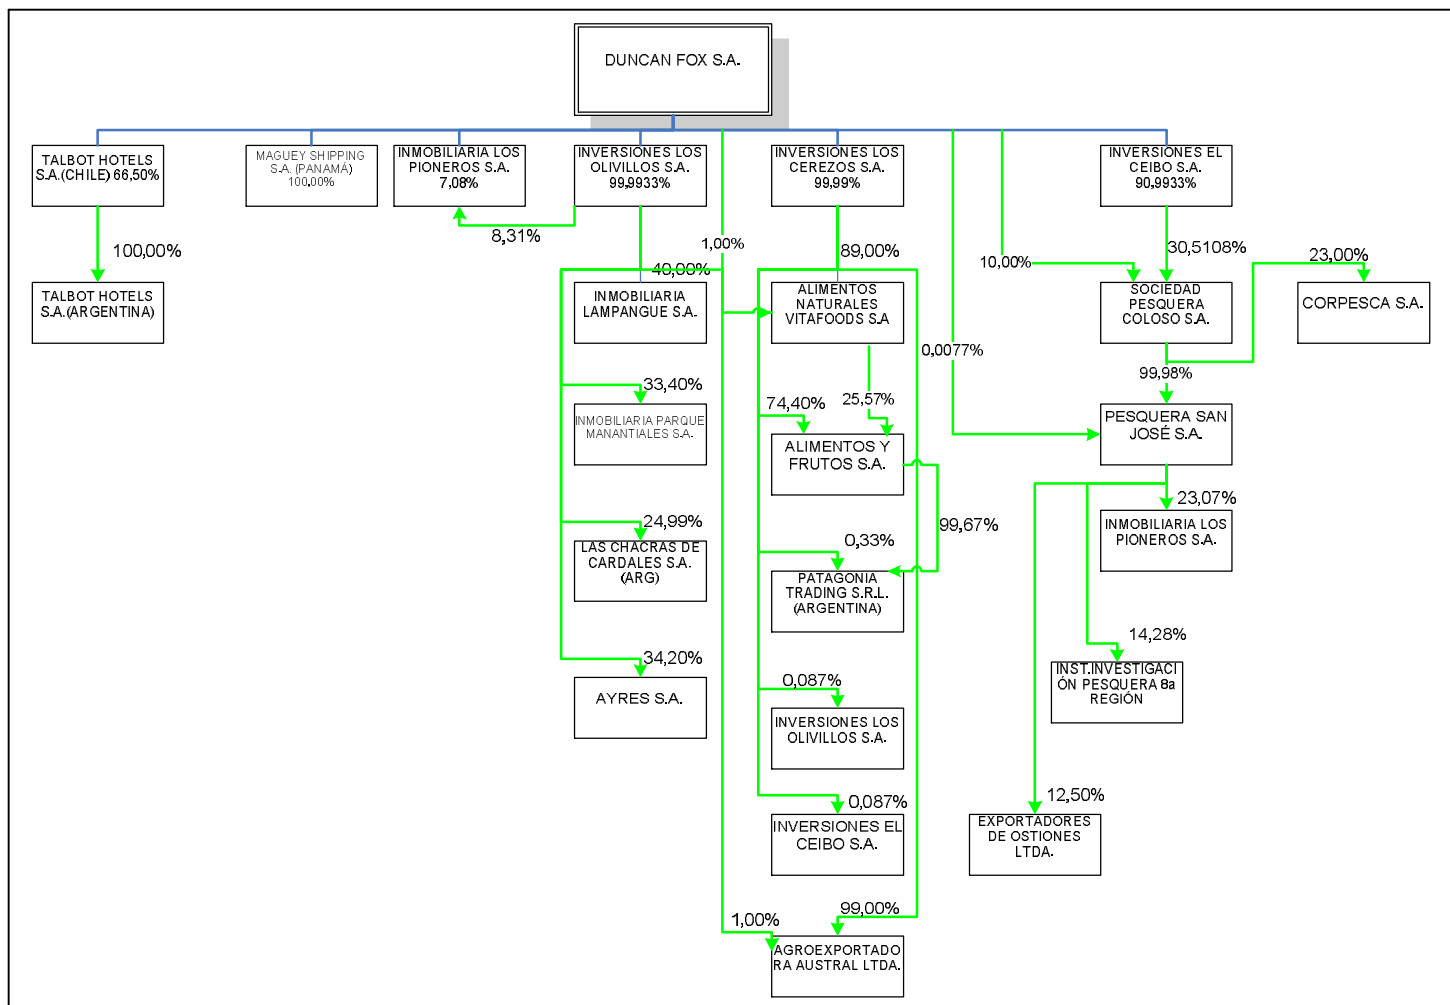 DUNCAN FOX S.A.
TALBOT HOTELS
S.A.(CHILE) 66,50%
MAGUEY SHIPPING
S.A. (PANAMÁ)
100,00%
INMOBILIARIA LOS
PIONEROS S.A.
7,08%
INVERSIONES LOS
OLIVILLOS S.A.
99,9933%
INVERSIONES LOS
CEREZOS S.A.
99,99%
INVERSIONES EL
CEIBO S.A.
90,9933%
8,31%
1,00%
100,00%
89,00%
30,5108%
23,00%
40,00%
10,00%
TALBOT HOTELS
S.A.(ARGENTINA)
INMOBILIARIA
LAMPANGUE S.A.
ALIMENTOS
NATURALES
VITAFOODS S.A
SOCIEDAD
PESQUERA
COLOSO S.A.
CORPESCA S.A.
0,0077%
99,98%
33,40%
74,40%
25,57%
INMOBILIARIA PARQUE
MANANTIALES S.A.
ALIMENTOS Y
FRUTOS S.A.
PESQUERA SAN
JOSÉ S.A.
23,07%
24,99%
0,33%
99,67%
LAS CHACRAS DE
CARDALES S.A.
(ARG)
PATAGONIA
TRADING S.R.L.
(ARGENTINA)
INMOBILIARIA LOS
PIONEROS S.A.
14,28%
34,20%
0,087%
AYRES S.A.
INVERSIONES LOS
OLIVILLOS S.A.
INST.INVESTIGACI
ÓN PESQUERA 8a
REGIÓN
0,087%
12,50%
INVERSIONES EL
CEIBO S.A.
EXPORTADORES
DE OSTIONES
LTDA.
1,00%
99,00%
AGROEXPORTADO
RA AUSTRAL LTDA.